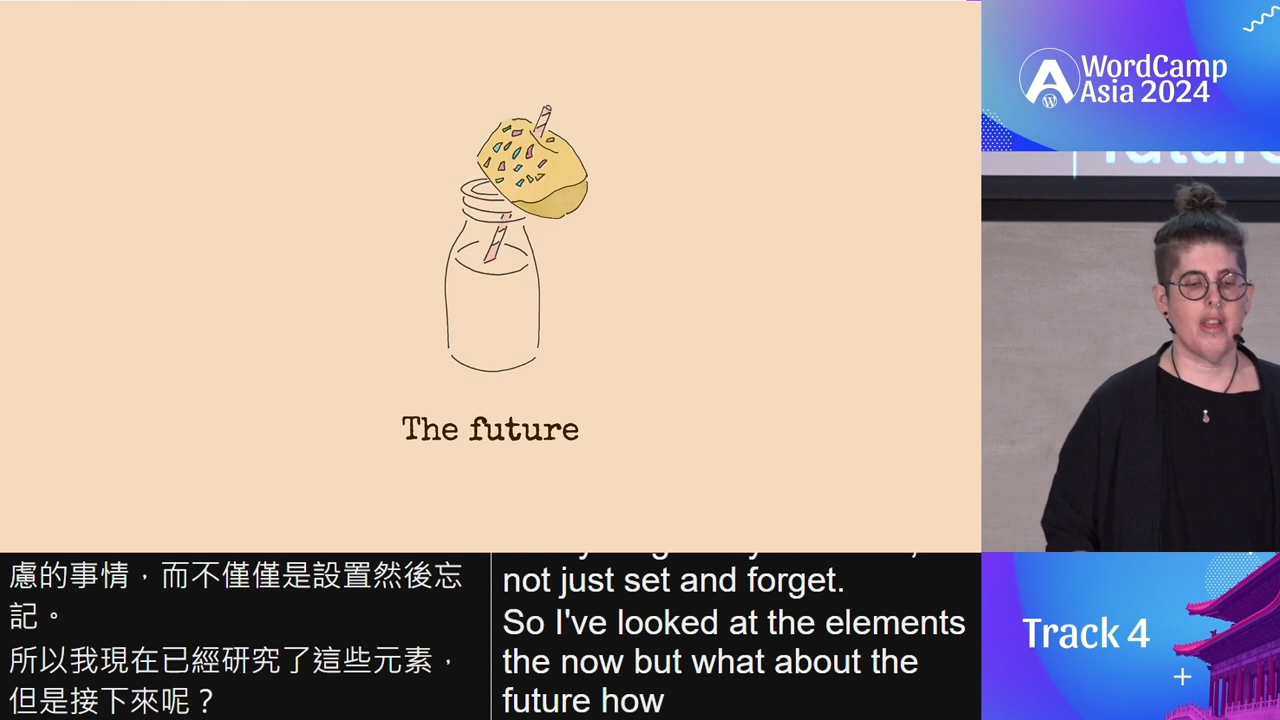 The future
WordCamp
Asia 2024
future
慮的事情，而不僅僅是設置然後忘
記。
所以我現在已經研究了這些元素，
但是接下來呢？
not just set and forget.
So I've looked at the elements
the now but what about the
future how
Track 4